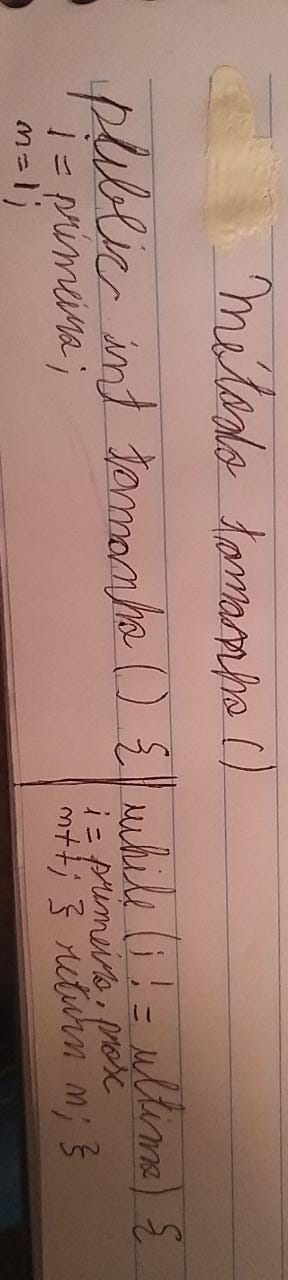 Método tamanho()
public int tamanho() {
i = primeiro;
n = 1;
while (i != ultimo) {
i = primeiro.prox
n++; } return n; }